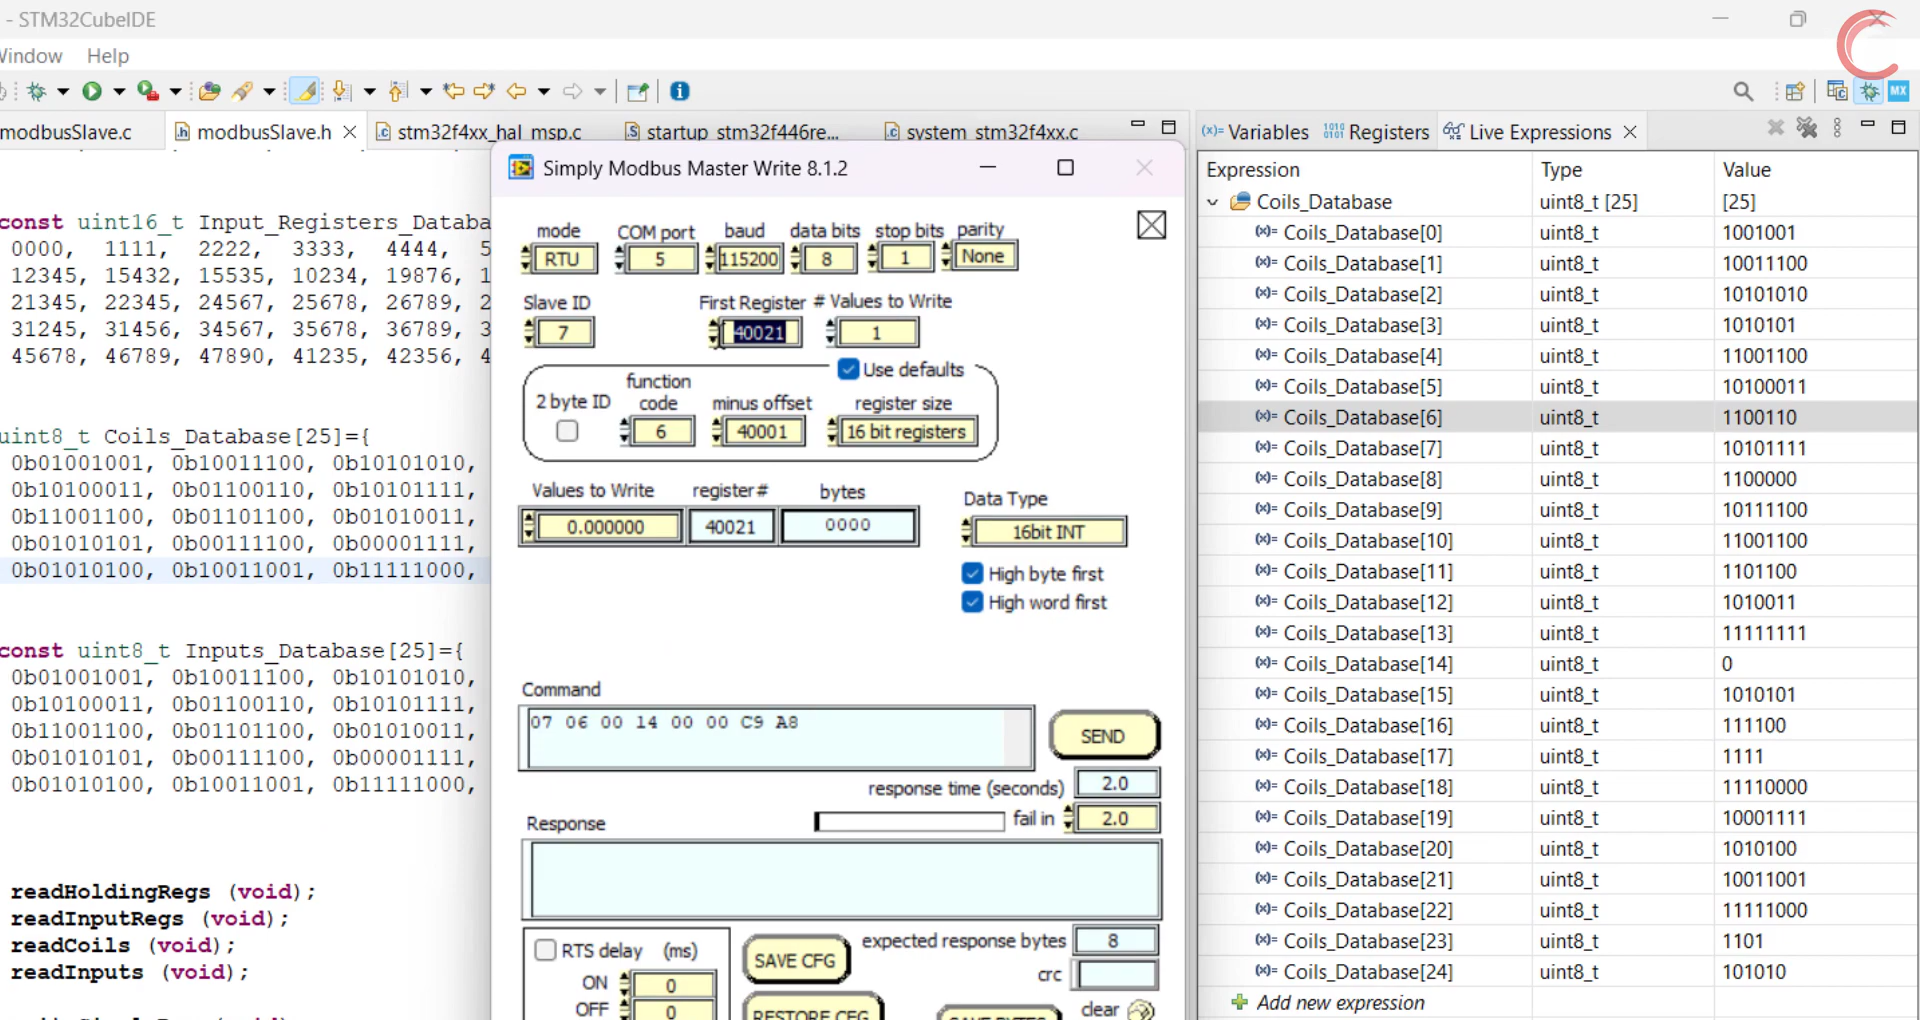 - STM32CubeIDE
Window Help
modbusSlave.c
modbusSlave.h
stm32f4xx_hal_msp.c
startup_stm32f446re...
system_stm32f4xx.c
const uint16_t Input_Registers_Databa
0000, 1111, 2222, 3333, 4444, 5
12345, 15432, 15535, 10234, 19876, 1
21345, 22345, 24567, 25678, 26789, 2
31245, 31456, 34567, 35678, 36789, 3
45678, 46789, 47890, 41235, 42356, 4
uint8_t Coils_Database[25]={
0b01001001, 0b10011100, 0b10101010,
0b10100011, 0b01100110, 0b10101111,
0b11001100, 0b01101100, 0b01010011,
0b01010101, 0b00111100, 0b00001111,
0b01010100, 0b10011001, 0b11111000,
const uint8_t Inputs_Database[25]={
0b01001001, 0b10011100, 0b10101010,
0b10100011, 0b01100110, 0b10101111,
0b11001100, 0b01101100, 0b01010011,
0b01010101, 0b00111100, 0b00001111,
0b01010100, 0b10011001, 0b11111000,
readHoldingRegs (void);
readInputRegs (void);
readCoils (void);
readInputs (void);
Simply Modbus Master Write 8.1.2
mode COM port baud data bits stop bits parity
RTU 5 115200 8 1 None
Slave ID First Register # Values to Write
7 40021 1
Use defaults
2 byte ID function code minus offset register size
6 40001 16 bit registers
Values to Write register# bytes Data Type
0.000000 40021 0000 16bit INT
High byte first
High word first
Command
07 06 00 14 00 00 C9 A8
SEND
response time (seconds) 2.0
fail in 2.0
Response
RTS delay (ms)
ON 0
OFF 0
SAVE CFG
RESTORE CFG
expected response bytes 8
crc
SAVE BYTES
clear
Variables Registers Live Expressions
MX
Expression Type Value
Coils_Database uint8_t [25] [25]
Coils_Database[0] uint8_t 1001001
Coils_Database[1] uint8_t 10011100
Coils_Database[2] uint8_t 10101010
Coils_Database[3] uint8_t 1010101
Coils_Database[4] uint8_t 11001100
Coils_Database[5] uint8_t 10100011
Coils_Database[6] uint8_t 1100110
Coils_Database[7] uint8_t 10101111
Coils_Database[8] uint8_t 1100000
Coils_Database[9] uint8_t 10111100
Coils_Database[10] uint8_t 11001100
Coils_Database[11] uint8_t 1101100
Coils_Database[12] uint8_t 1010011
Coils_Database[13] uint8_t 11111111
Coils_Database[14] uint8_t 0
Coils_Database[15] uint8_t 1010101
Coils_Database[16] uint8_t 111100
Coils_Database[17] uint8_t 1111
Coils_Database[18] uint8_t 11110000
Coils_Database[19] uint8_t 10001111
Coils_Database[20] uint8_t 1010100
Coils_Database[21] uint8_t 10011001
Coils_Database[22] uint8_t 11111000
Coils_Database[23] uint8_t 1101
Coils_Database[24] uint8_t 101010
Add new expression